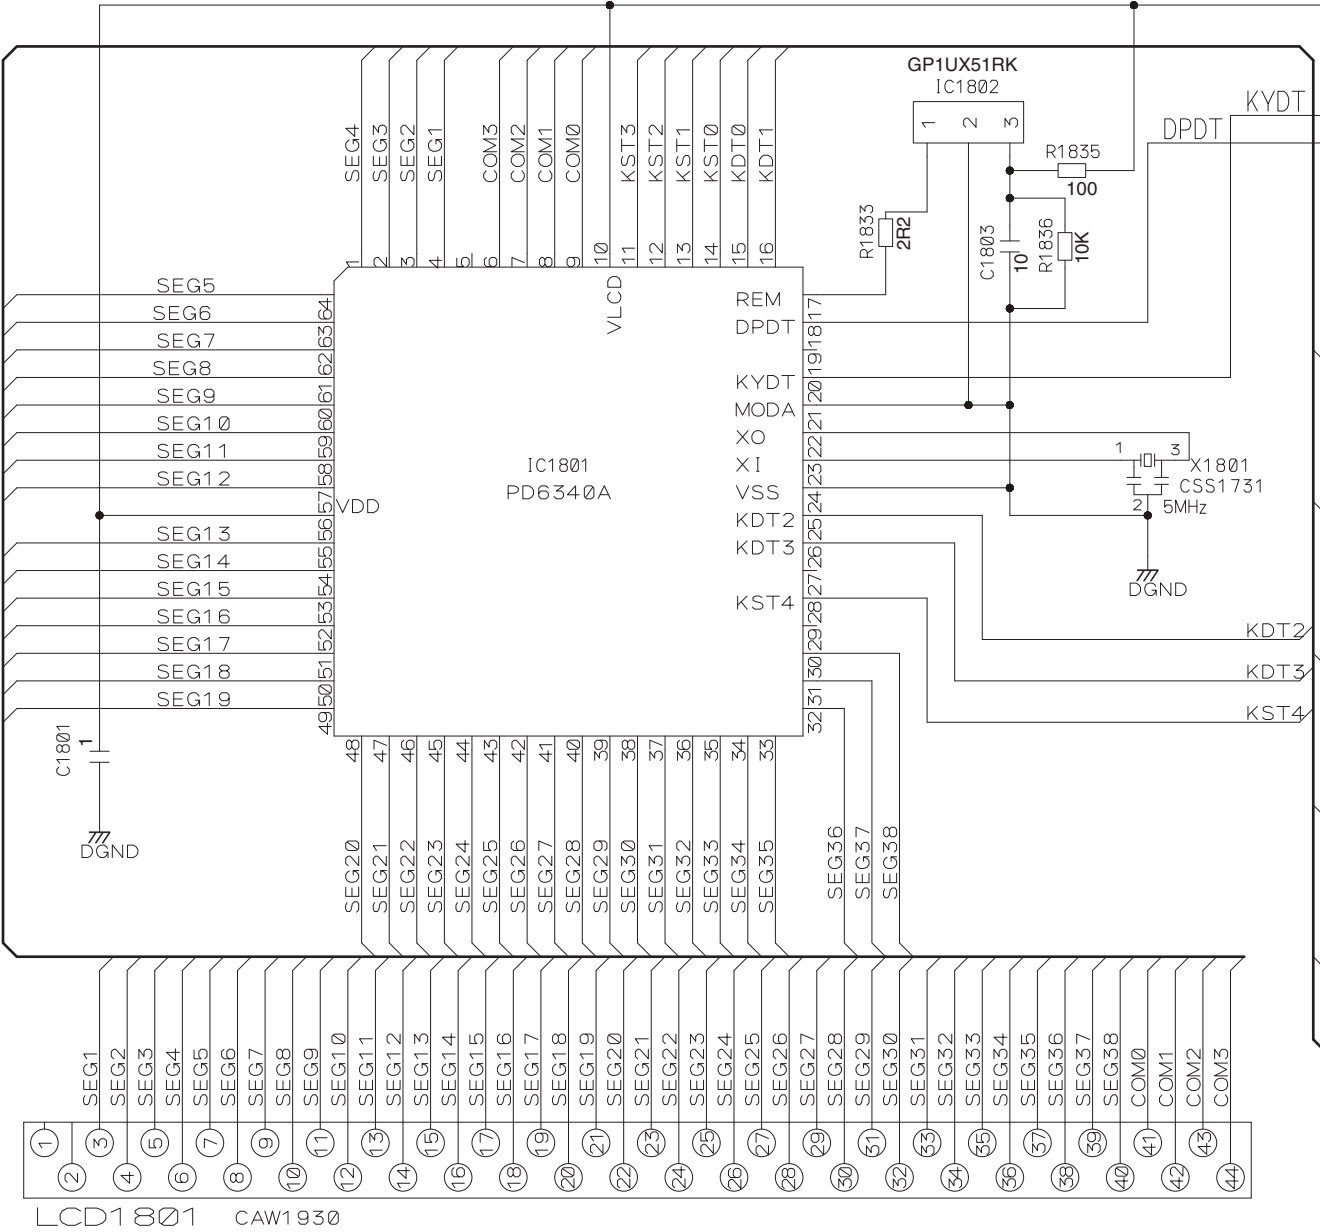 GP1UX51RK
IC1802
1 2 3
KYDT
DPDT
R1835
100
R1833
2R2
C1803
10
R1836
10K
SEG4 SEG3 SEG2 SEG1 COM3 COM2 COM1 COM0 KST3 KST2 KST1 KST0 KDT0 KDT1
1 2 3 4 5 6 7 8 9 10 11 12 13 14 15 16
VLCD
SEG5
SEG6
SEG7
SEG8
SEG9
SEG10
SEG11
SEG12
SEG13
SEG14
SEG15
SEG16
SEG17
SEG18
SEG19
64
63
62
61
60
59
58
57
56
55
54
53
52
51
50
49
VDD
IC1801
PD6340A
REM
DPDT
KYDT
MODA
XO
XI
VSS
KDT2
KDT3
KST4
17
18
19
20
21
22
23
24
25
26
27
28
29
30
31
32
1 3
X1801
CSS1731
2 5MHz
DGND
KDT2
KDT3
KST4
C1801
1
DGND
48 47 46 45 44 43 42 41 40 39 38 37 36 35 34 33
SEG20 SEG21 SEG22 SEG23 SEG24 SEG25 SEG26 SEG27 SEG28 SEG29 SEG30 SEG31 SEG32 SEG33 SEG34 SEG35 SEG36 SEG37 SEG38
SEG1 SEG2 SEG3 SEG4 SEG5 SEG6 SEG7 SEG8 SEG9 SEG10 SEG11 SEG12 SEG13 SEG14 SEG15 SEG16 SEG17 SEG18 SEG19 SEG20 SEG21 SEG22 SEG23 SEG24 SEG25 SEG26 SEG27 SEG28 SEG29 SEG30 SEG31 SEG32 SEG33 SEG34 SEG35 SEG36 SEG37 SEG38 COM0 COM1 COM2 COM3
1 3 5 7 9 11 13 15 17 19 21 23 25 27 29 31 33 35 37 39 41 43
2 4 6 8 10 12 14 16 18 20 22 24 26 28 30 32 34 36 38 40 42 44
LCD1801 CAW1930